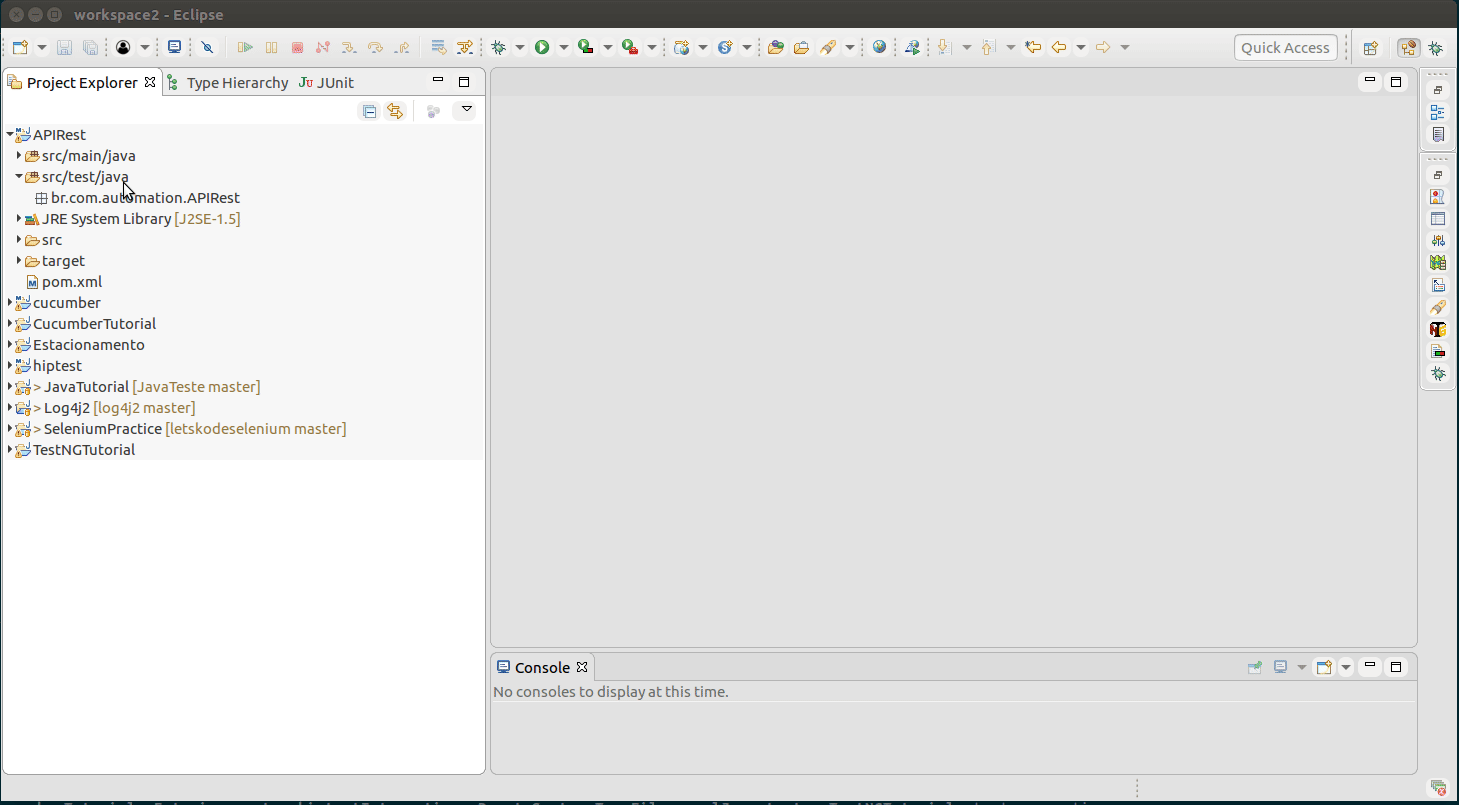 workspace2 - Eclipse
Quick Access
Project Explorer
Type Hierarchy
JUnit
APIRest
src/main/java
src/test/java
br.com.automation.APIRest
JRE System Library [J2SE-1.5]
src
target
pom.xml
cucumber
CucumberTutorial
Estacionamento
hiptest
> JavaTutorial [JavaTeste master]
> Log4j2 [log4j2 master]
> SeleniumPractice [letskodeselenium master]
TestNGTutorial
Console
No consoles to display at this time.